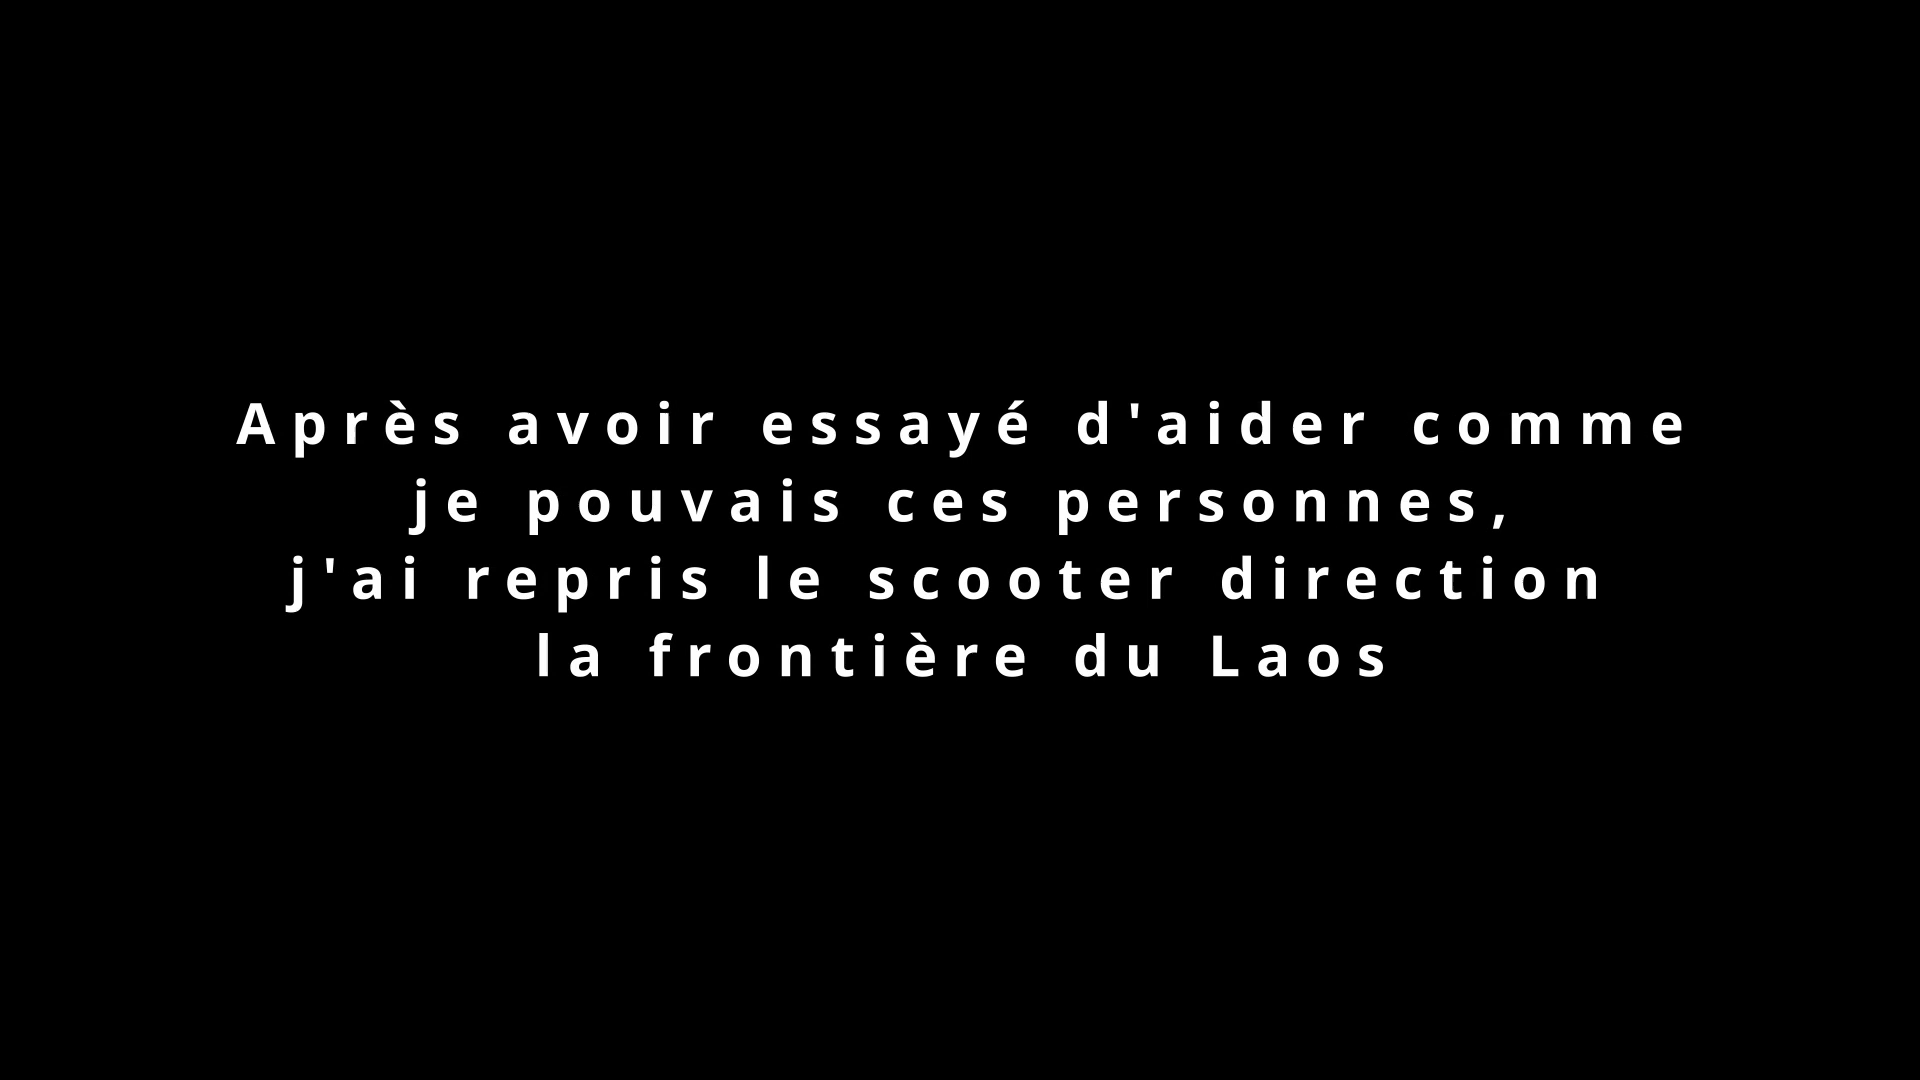 Après avoir essayé d'aider comme
je pouvais ces personnes,
j'ai repris le scooter direction
la frontière du Laos